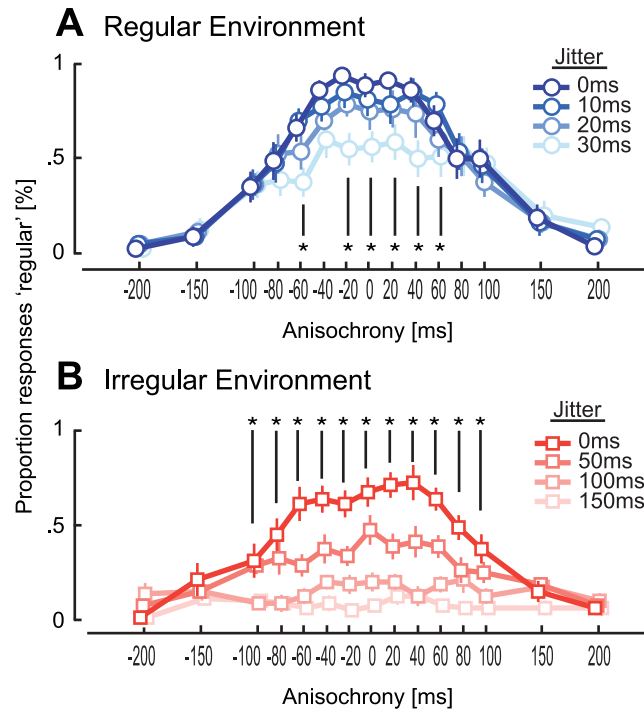 A Regular Environment
Jitter
0ms
10ms
20ms
30ms
1
.5
0
* * * * * *
-200 -150 -100 -80 -60 -40 -20 0 20 40 60 80 100 150 200
Anisochrony [ms]
Proportion responses ‘regular’ [%]
B Irregular Environment
Jitter
0ms
50ms
100ms
150ms
* * * * * * * * * * *
1
.5
0
-200 -150 -100 -80 -60 -40 -20 0 20 40 60 80 100 150 200
Anisochrony [ms]